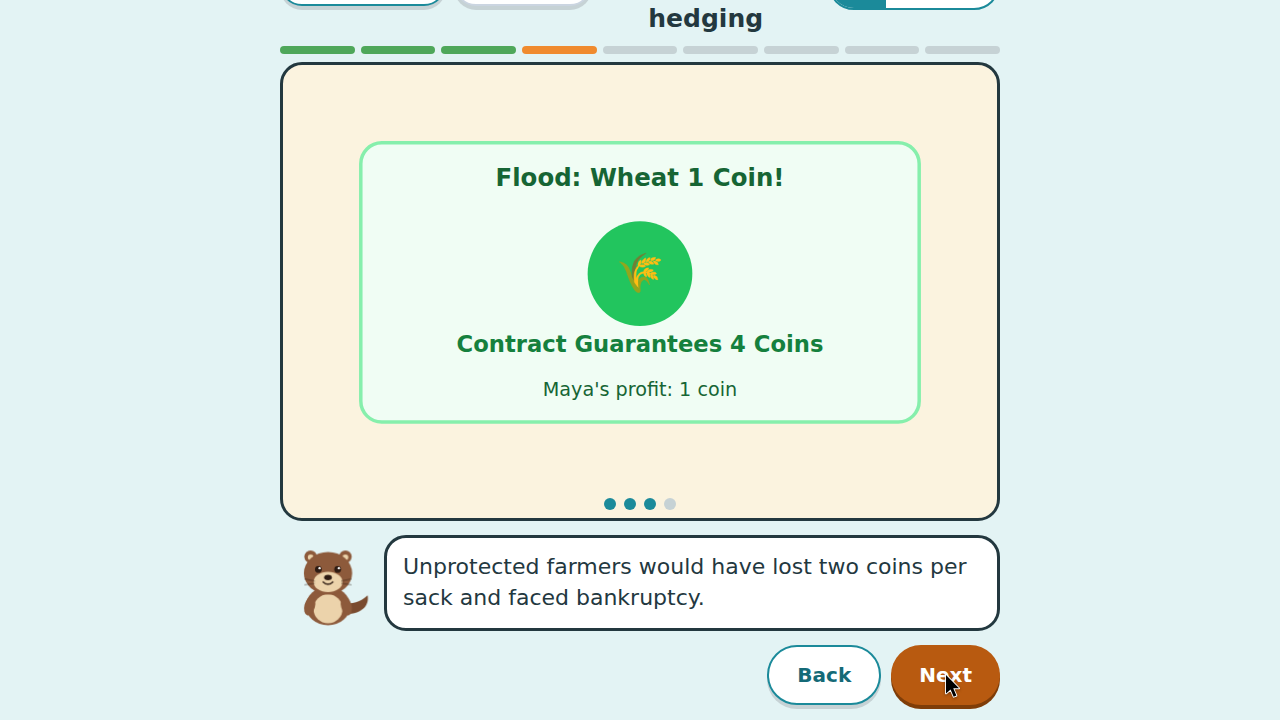 hedging
Flood: Wheat 1 Coin!
Contract Guarantees 4 Coins
Maya's profit: 1 coin
Unprotected farmers would have lost two coins per
sack and faced bankruptcy.
Back
Next